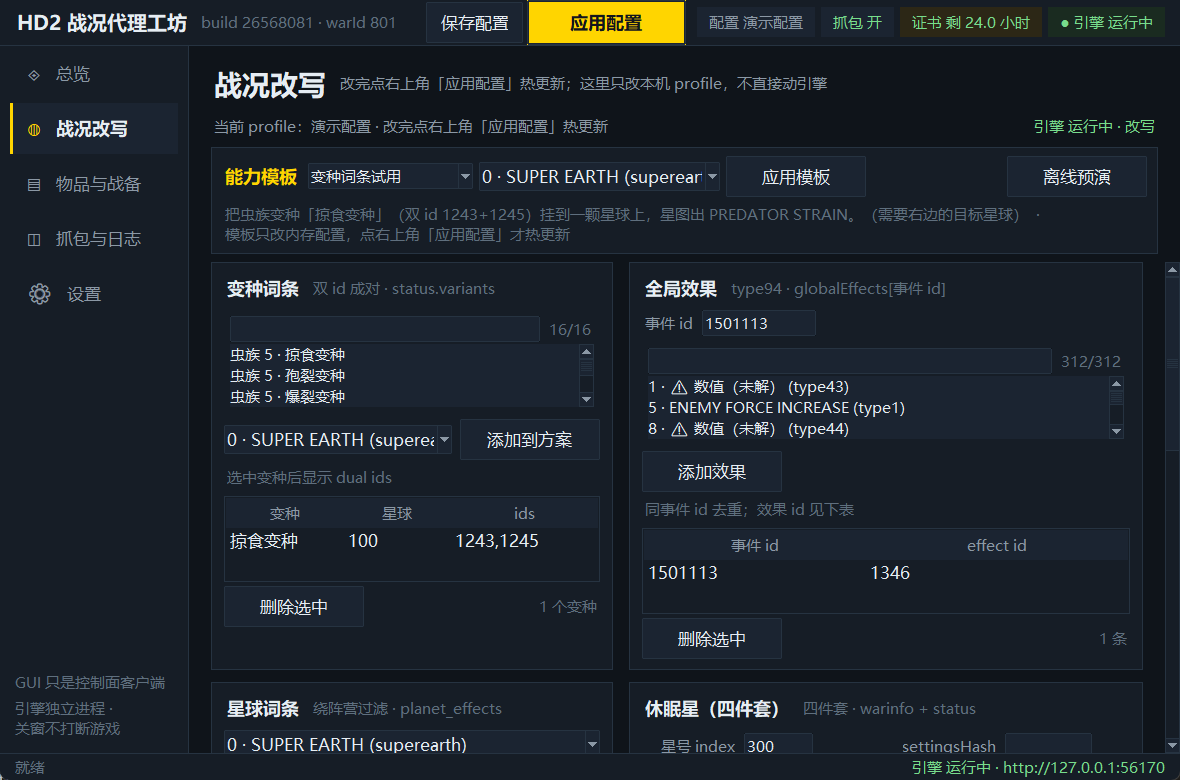 HD2 战况代理工坊 build 26568081 · warld 801 保存配置 应用配置 配置 演示配置 抓包 开 证书 剩 24.0 小时 ● 引擎 运行中
总览
战况改写
物品与战备
抓包与日志
设置
GUI 只是控制面客户端
引擎独立进程 ·
关窗不打断游戏
战况改写 改完点右上角「应用配置」热更新；这里只改本机 profile，不直接动引擎
当前 profile：演示配置 · 改完点右上角「应用配置」热更新 引擎 运行中 · 改写
能力模板 变种词条试用 0 · SUPER EARTH (superear 应用模板 离线预演
把虫族变种「掠食变种」（双 id 1243+1245）挂到一颗星球上，星图出 PREDATOR STRAIN。（需要右边的目标星球） ·
模板只改内存配置，点右上角「应用配置」才热更新
变种词条 双 id 成对 · status.variants
16/16
虫族 5 · 掠食变种
虫族 5 · 孢裂变种
虫族 5 · 爆裂变种
0 · SUPER EARTH (superea 添加到方案
选中变种后显示 dual ids
变种 星球 ids
掠食变种 100 1243,1245
删除选中 1 个变种
全局效果 type94 · globalEffects[事件 id]
事件 id 1501113
312/312
1 · ⚠ 数值（未解） (type43)
5 · ENEMY FORCE INCREASE (type1)
8 · ⚠ 数值（未解） (type44)
添加效果
同事件 id 去重；效果 id 见下表
事件 id effect id
1501113 1346
删除选中 1 条
星球词条 绕阵营过滤 · planet_effects
0 · SUPER EARTH (superearth)
休眠星（四件套） 四件套 · warinfo + status
星号 index 300 settingsHash
就绪 引擎 运行中 · http://127.0.0.1:56170